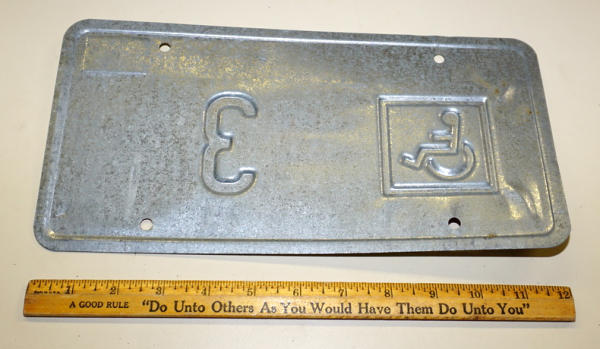 3
1 2 3 4 5 6 7 8 9 10 11 12
A GOOD RULE "Do Unto Others As You Would Have Them Do Unto You"